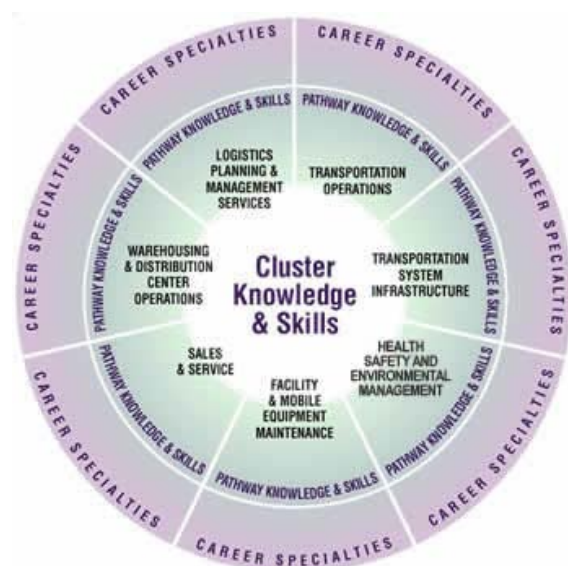 CAREER SPECIALTIES
CAREER SPECIALTIES
PATHWAY KNOWLEDGE & SKILLS
PATHWAY KNOWLEDGE & SKILLS
LOGISTICS
PLANNING &
MANAGEMENT
SERVICES
TRANSPORTATION
OPERATIONS
CAREER SPECIALTIES
CAREER SPECIALTIES
PATHWAY KNOWLEDGE & SKILLS
PATHWAY KNOWLEDGE & SKILLS
WAREHOUSING
& DISTRIBUTION
CENTER
OPERATIONS
Cluster
Knowledge
& Skills
TRANSPORTATION
SYSTEM
INFRASTRUCTURE
SALES
& SERVICE
HEALTH
SAFETY AND
ENVIRONMENTAL
MANAGEMENT
FACILITY
& MOBILE
EQUIPMENT
MAINTENANCE
PATHWAY KNOWLEDGE & SKILLS
PATHWAY KNOWLEDGE & SKILLS
PATHWAY KNOWLEDGE & SKILLS
CAREER SPECIALTIES
CAREER SPECIALTIES
CAREER SPECIALTIES